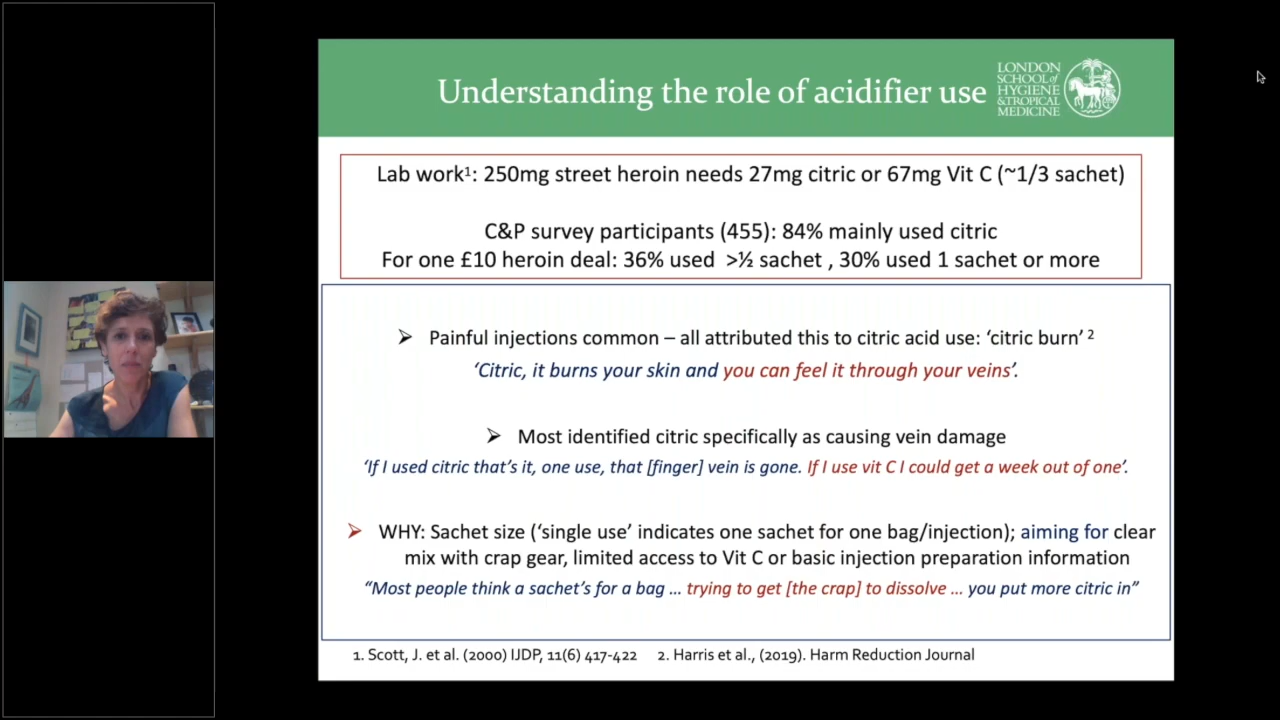 Understanding the role of acidifier use
LONDON
SCHOOL of
HYGIENE
& TROPICAL
MEDICINE
Lab work¹: 250mg street heroin needs 27mg citric or 67mg Vit C (~1/3 sachet)
C&P survey participants (455): 84% mainly used citric
For one £10 heroin deal: 36% used >½ sachet , 30% used 1 sachet or more
➢ Painful injections common – all attributed this to citric acid use: ‘citric burn’ ²
‘Citric, it burns your skin and you can feel it through your veins’.
➢ Most identified citric specifically as causing vein damage
‘If I used citric that’s it, one use, that [finger] vein is gone. If I use vit C I could get a week out of one’.
➢ WHY: Sachet size (‘single use’ indicates one sachet for one bag/injection); aiming for clear
mix with crap gear, limited access to Vit C or basic injection preparation information
“Most people think a sachet’s for a bag … trying to get [the crap] to dissolve … you put more citric in”
1. Scott, J. et al. (2000) IJDP, 11(6) 417-422 2. Harris et al., (2019). Harm Reduction Journal